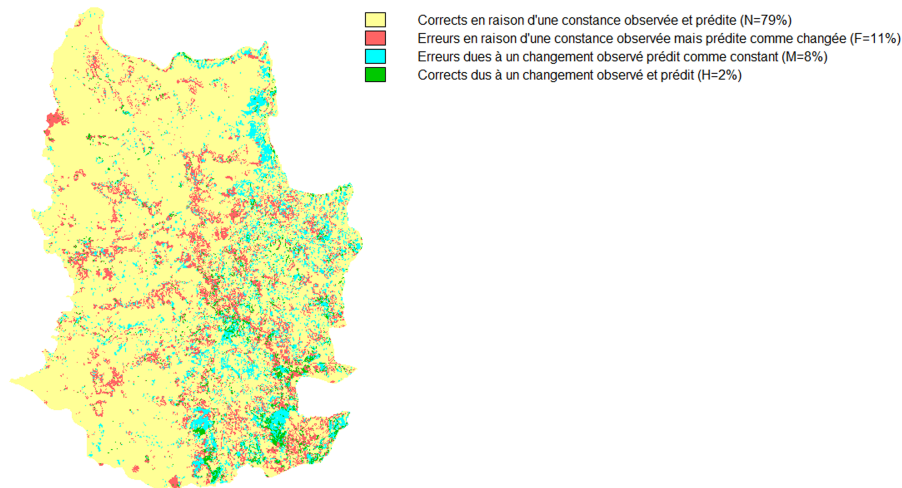 Corrects en raison d'une constance observée et prédite (N=79%)
Erreurs en raison d'une constance observée mais prédite comme changée (F=11%)
Erreurs dues à un changement observé prédit comme constant (M=8%)
Corrects dus à un changement observé et prédit (H=2%)